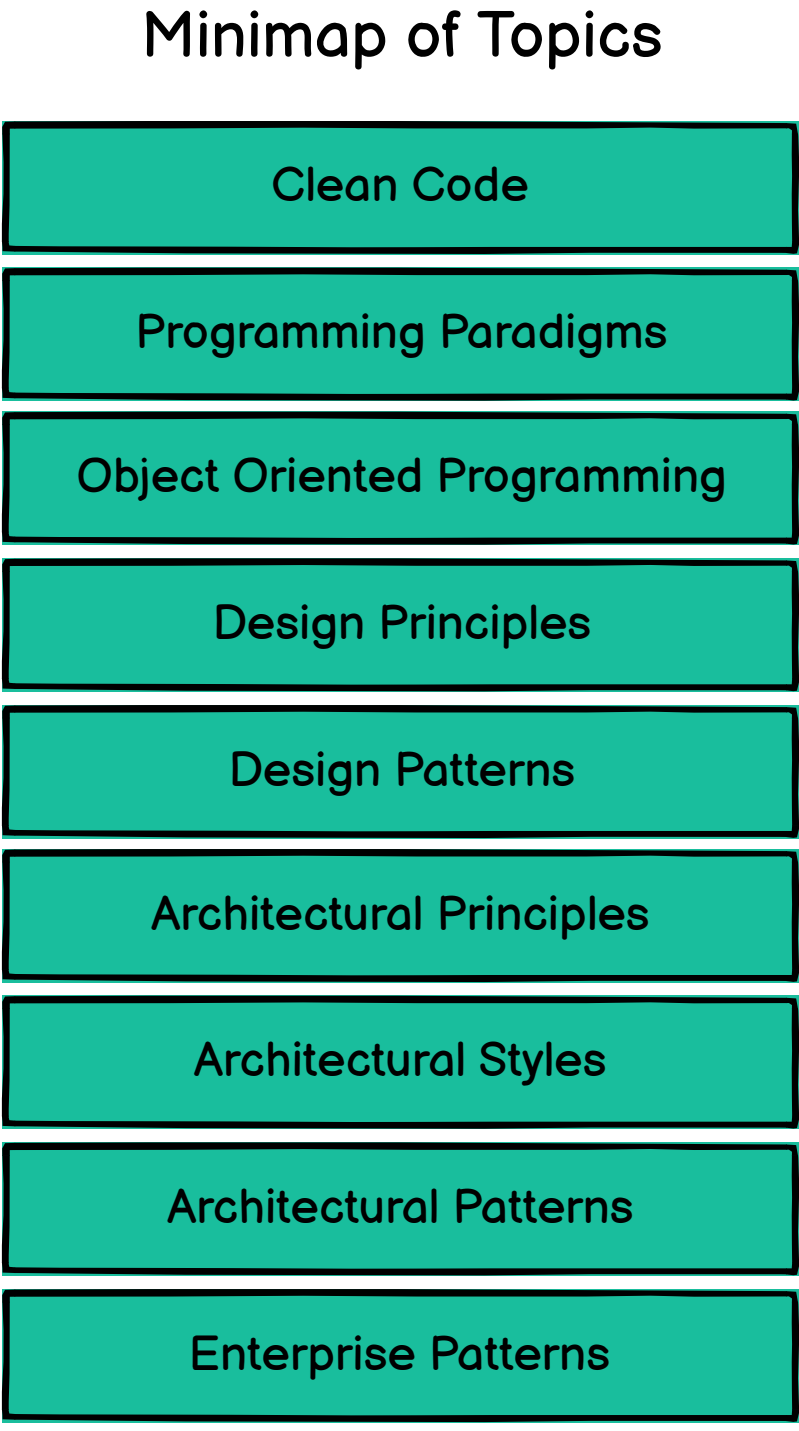 Minimap of Topics
Clean Code
Programming Paradigms
Object Oriented Programming
Design Principles
Design Patterns
Architectural Principles
Architectural Styles
Architectural Patterns
Enterprise Patterns